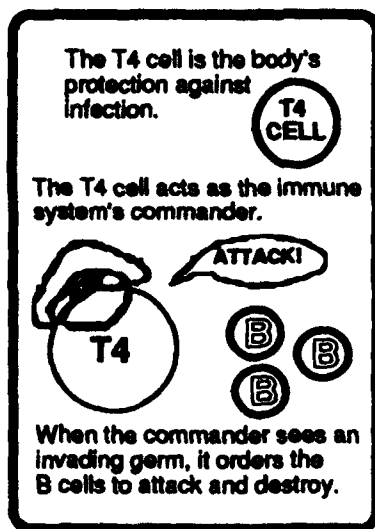 The T4 cell is the body's
protection against
infection.
T4
CELL
The T4 cell acts as the immune
system's commander.
ATTACK!
T4
B
B
B
When the commander sees an
invading germ, it orders the
B cells to attack and destroy.